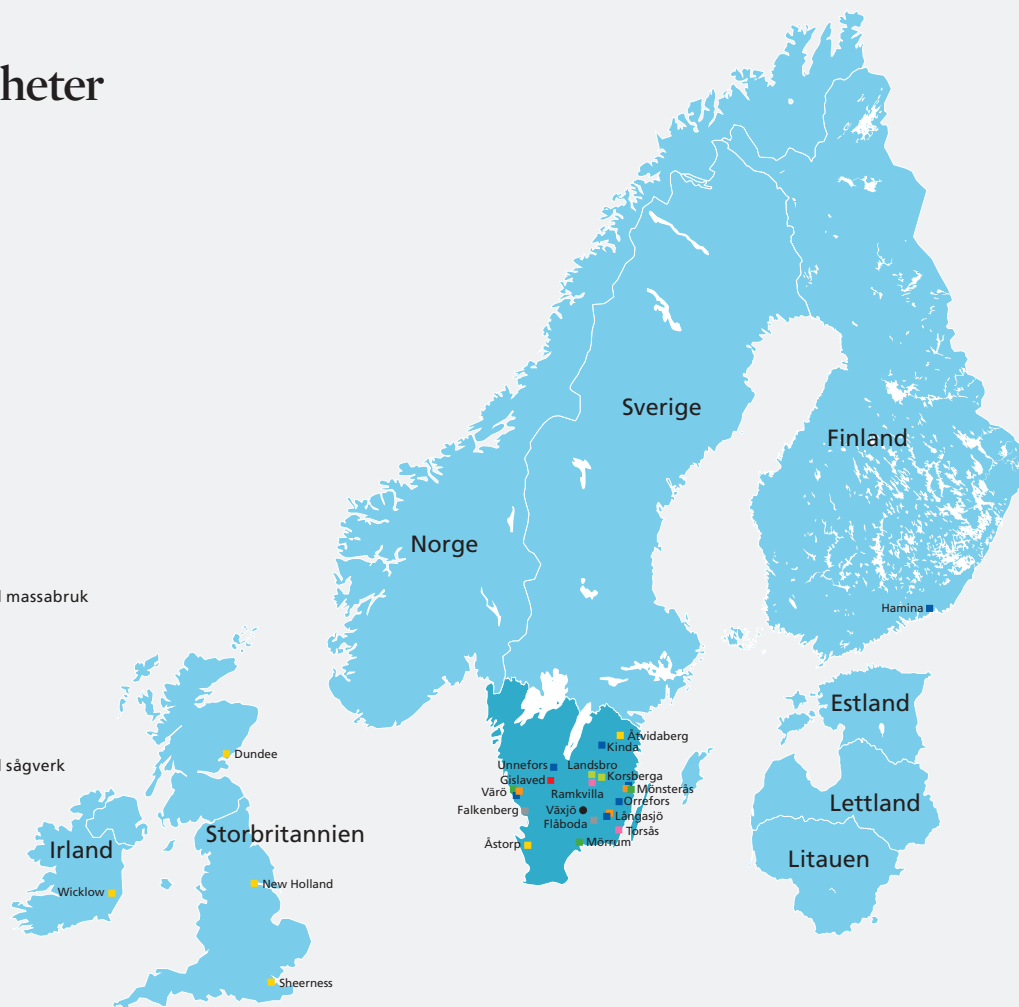 heter
Sverige
Finland
Norge
massabruk
Hamina
Estland
Åtvidaberg
Kinda
Dundee
sågverk
Unnefors
Landsbro
Gislaved
Korsberga
Värö
Ramkvilla
Mönsterås
Orrefors
Lettland
Falkenberg
Växjö
Långasjö
Flåboda
Torsås
Storbritannien
Åstorp
Mörrum
Irland
Litauen
Wicklow
New Holland
Sheerness